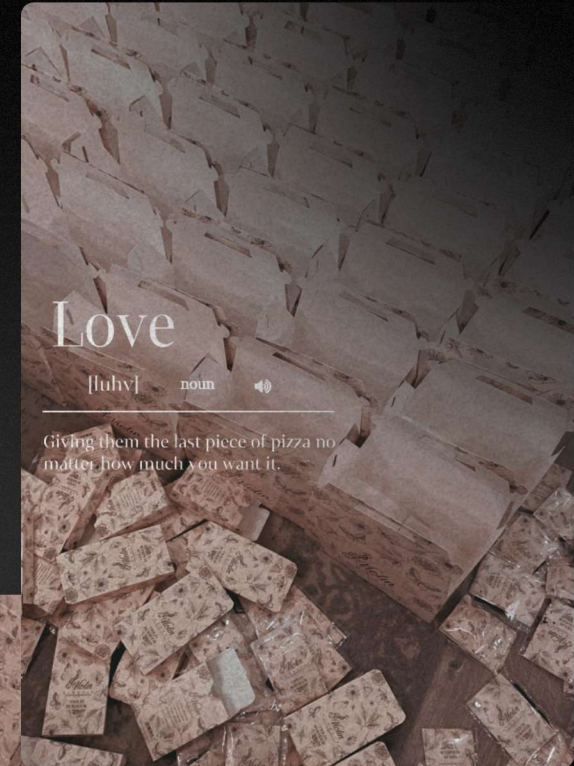 Love
[luhv] noun
Giving them the last piece of pizza no
matter how much you want it.